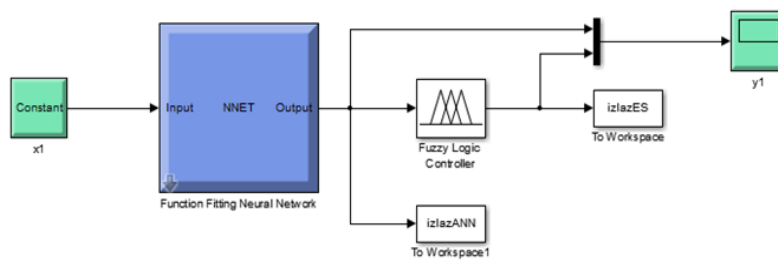 Constant
x1
Input
NNET
Output
Function Fitting Neural Network
Fuzzy Logic
Controller
izlazES
To Workspace
izlazANN
To Workspace1
y1